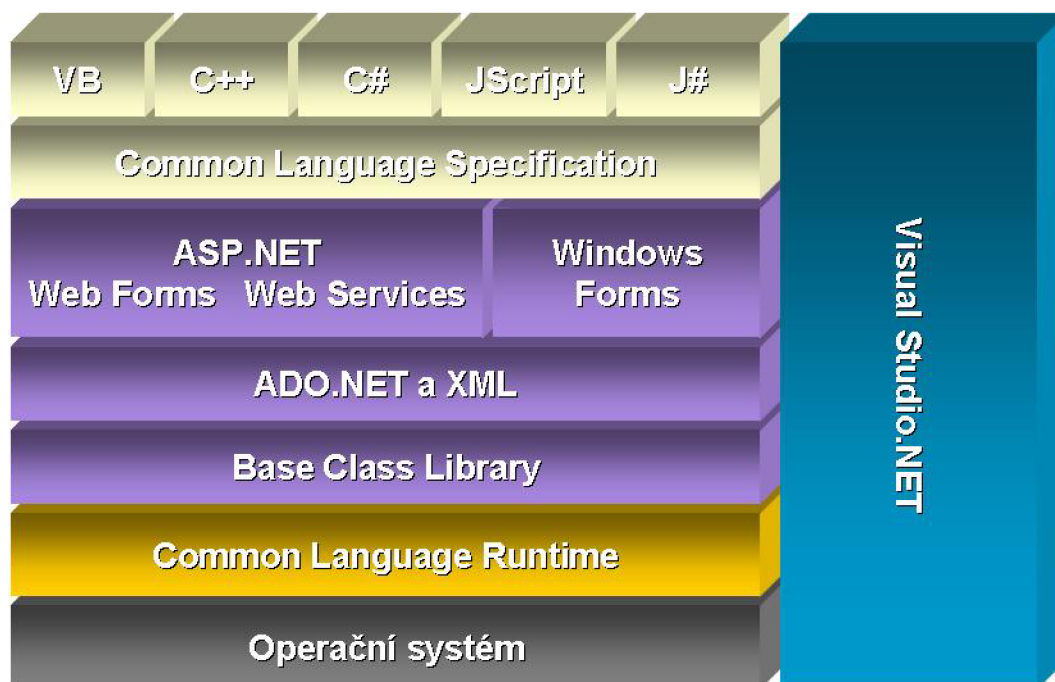 VB
C++
C#
JScript
J#
Common Language Specification
ASP.NET
Web Forms Web Services
Windows
Forms
ADO.NET a XML
Base Class Library
Common Language Runtime
Operační systém
Visual Studio.NET